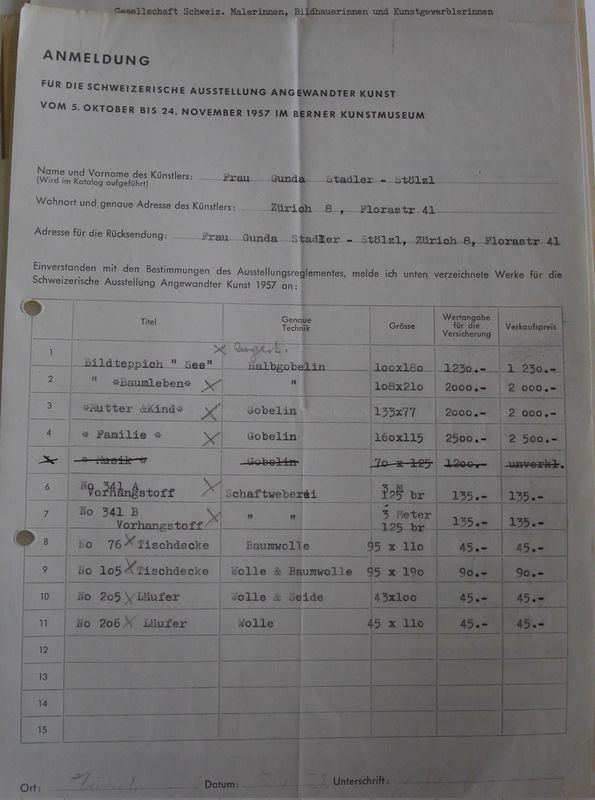 Gesellschaft Schweiz. Malerinnen, Bildhauerinnen und Kunstgewerblerinnen
ANMELDUNG
FÜR DIE SCHWEIZERISCHE AUSSTELLUNG ANGEWANDTER KUNST
VOM 5. OKTOBER BIS 24. NOVEMBER 1957 IM BERNER KUNSTMUSEUM
Name und Vorname des Künstlers: Frau Gunda Stadler - Stölzl
(Wird im Katalog aufgeführt)
Wohnort und genaue Adresse des Künstlers: Zürich 8 , Florastr 41
Adresse für die Rücksendung: Frau Gunda Stadler - Stölzl, Zürich 8, Florastr 41
Einverstanden mit den Bestimmungen des Ausstellungsreglementes, melde ich unten verzeichnete Werke für die
Schweizerische Ausstellung Angewandter Kunst 1957 an:
Titel Genaue Technik Grösse Wertangabe für die Versicherung Verkaufspreis
1 Bildteppich " See" Halbgobelin 100x180 1230.- 1 230.-
2 " *Baumleben* " 108x210 2000.- 2 000.-
3 *Mutter &Kind* Gobelin 133x77 2000.- 2 000.-
4 * Familie * Gobelin 160x115 2500.- 2 500.-
* Musik * Gobelin 70 x 125 1200.- unverkl.
6 No 341 A Vorhangstoff Schaftweberei 3 M 125 br 135.- 135.-
7 No 341 B Vorhangstoff " " 3 Meter 125 br 135.- 135.-
8 No 76 Tischdecke Baumwolle 95 x 110 45.- 45.-
9 No 105 Tischdecke Wolle & Baumwolle 95 x 190 90.- 90.-
10 No 205 Läufer Wolle & Seide 43x100 45.- 45.-
11 No 206 Läufer Wolle 45 x 110 45.- 45.-
12
13
14
15
Ort: Zürich Datum: Unterschrift: